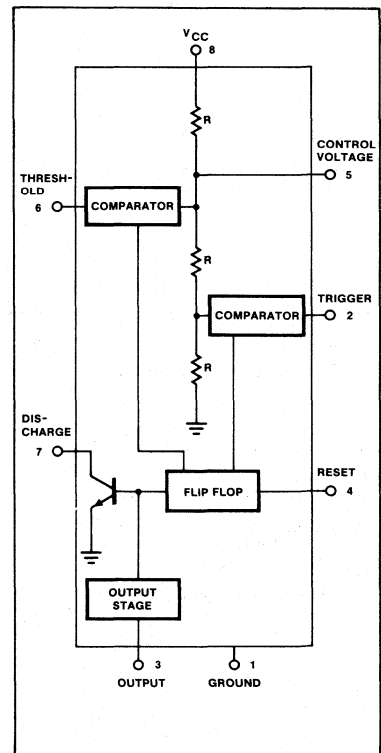 VCC
8
R
CONTROL
VOLTAGE
5
THRESH-
OLD
6
COMPARATOR
R
COMPARATOR
TRIGGER
2
R
DIS-
CHARGE
7
FLIP FLOP
RESET
4
OUTPUT
STAGE
3
OUTPUT
1
GROUND